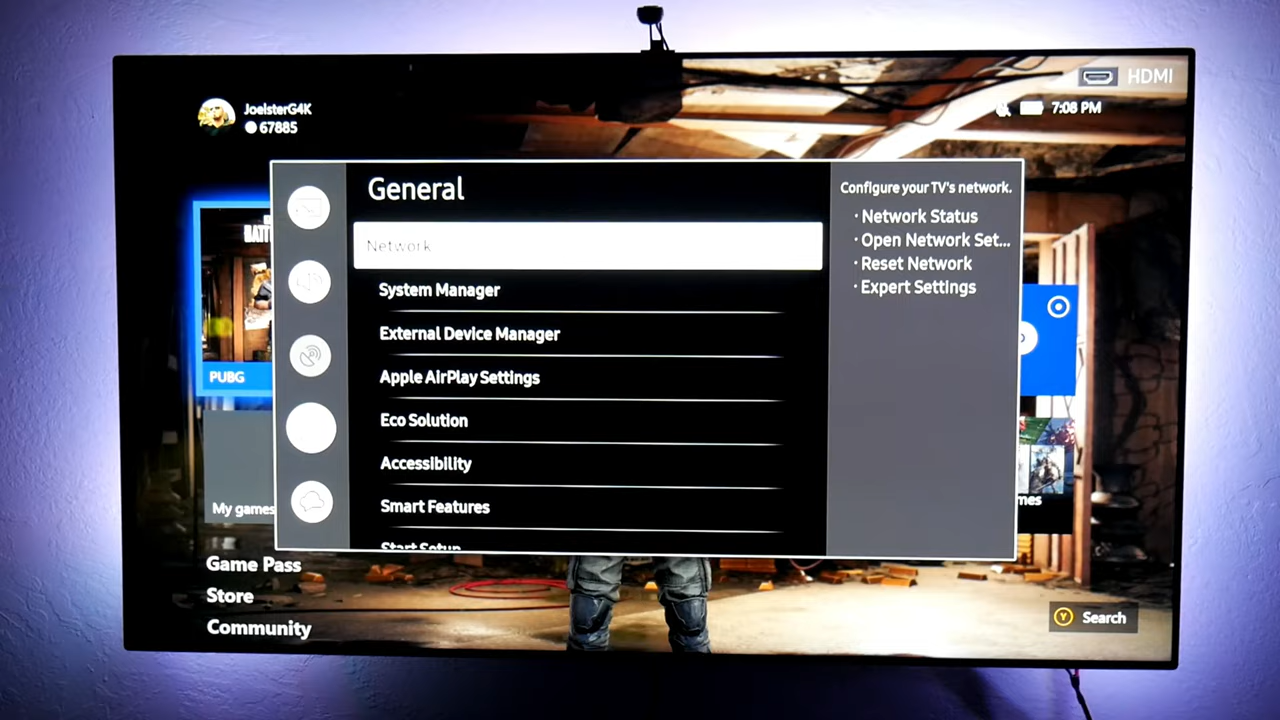 HDMI
JoelsterG4K
67885
7:08 PM
General
Network
System Manager
External Device Manager
Apple AirPlay Settings
Eco Solution
Accessibility
Smart Features
Start Setup
Configure your TV's network.
· Network Status
· Open Network Set...
· Reset Network
· Expert Settings
PUBG
My games
Game Pass
Store
Community
Y Search